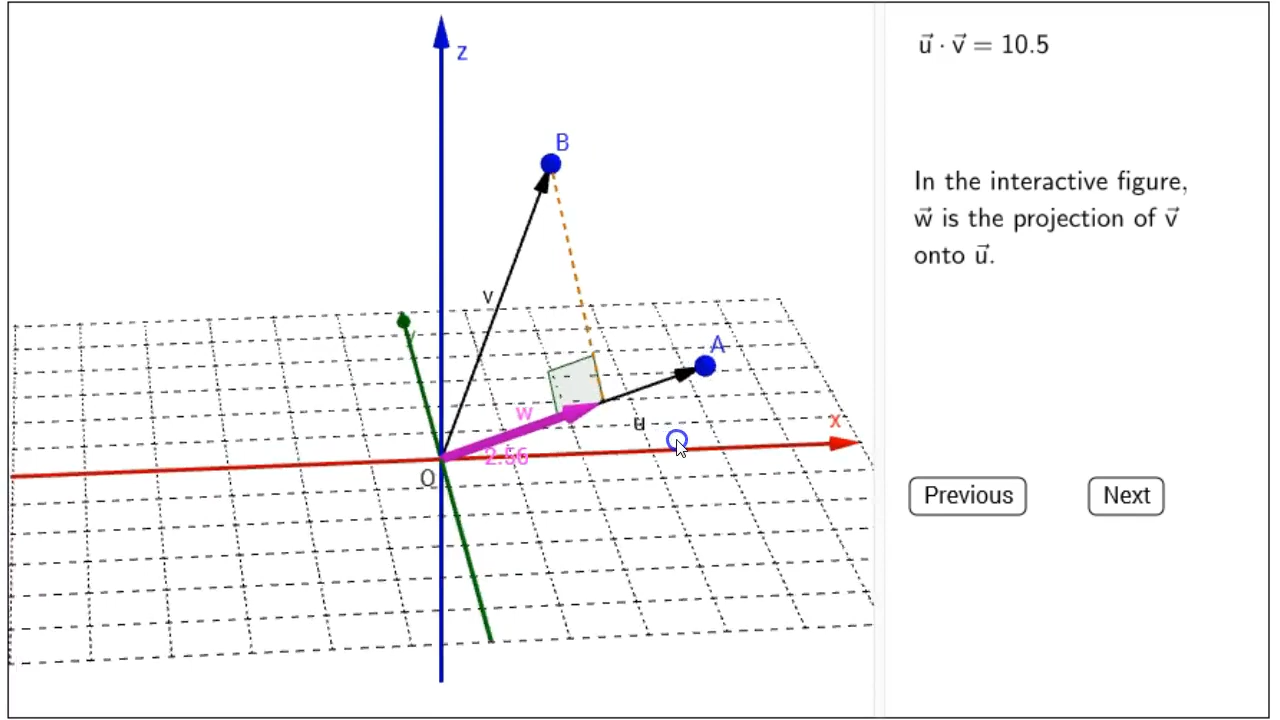 z
B
v
y
A
w
u
x
2.56
O
u⃗ · v⃗ = 10.5
In the interactive figure,
w⃗ is the projection of v⃗
onto u⃗.
Previous
Next